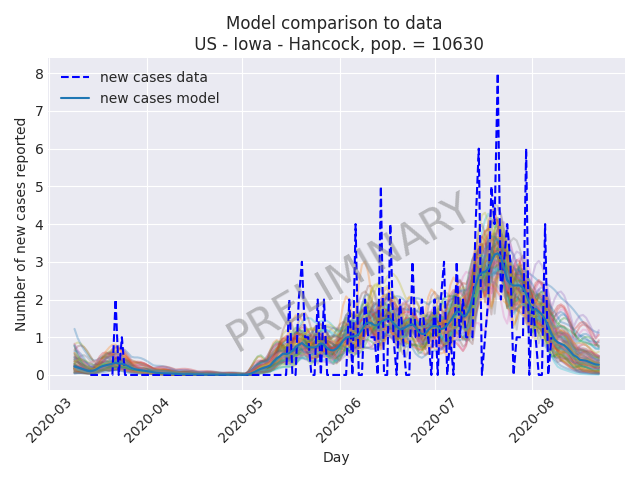 Model comparison to data
US - Iowa - Hancock, pop. = 10630
new cases data
new cases model
PRELIMINARY
Number of new cases reported
8
7
6
5
4
3
2
1
0
2020-03
2020-04
2020-05
2020-06
2020-07
2020-08
Day